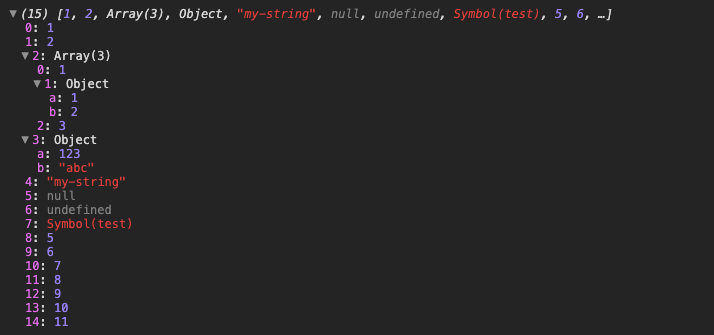 ▼(15) [1, 2, Array(3), Object, "my-string", null, undefined, Symbol(test), 5, 6, …]
0: 1
1: 2
▼2: Array(3)
0: 1
▼1: Object
a: 1
b: 2
2: 3
▼3: Object
a: 123
b: "abc"
4: "my-string"
5: null
6: undefined
7: Symbol(test)
8: 5
9: 6
10: 7
11: 8
12: 9
13: 10
14: 11